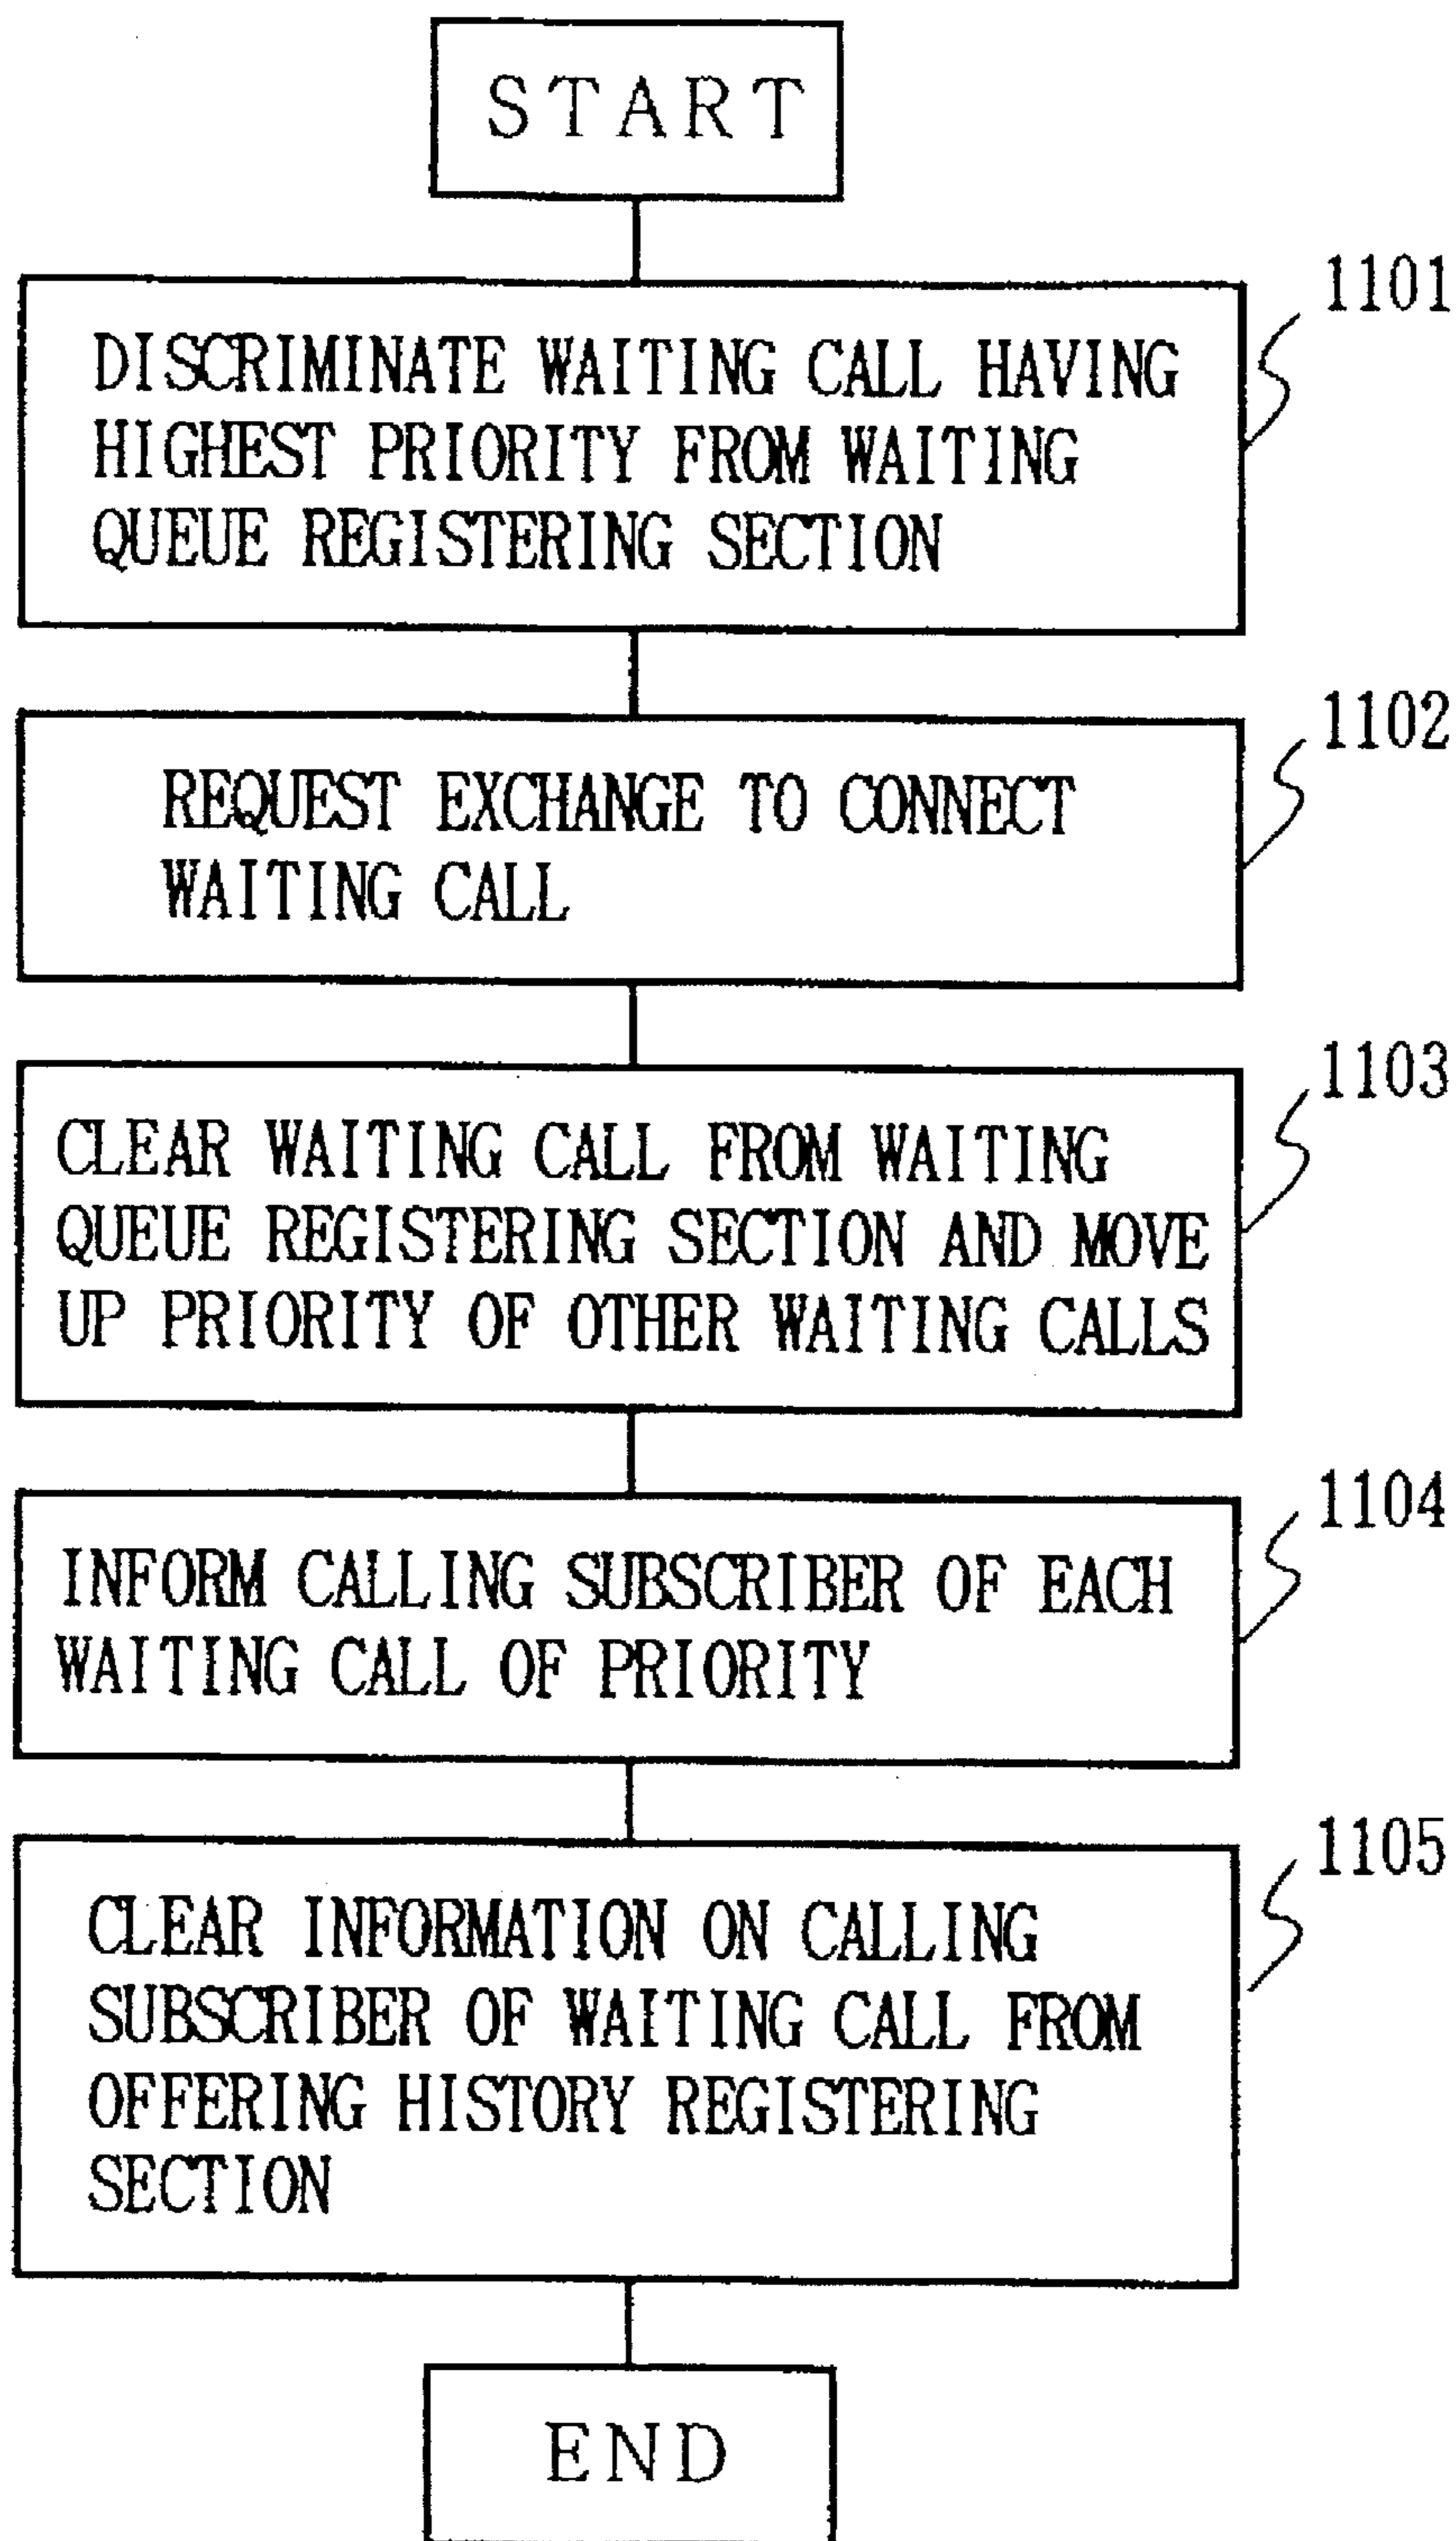 START
1101
DISCRIMINATE WAITING CALL HAVING
HIGHEST PRIORITY FROM WAITING
QUEUE REGISTERING SECTION
1102
REQUEST EXCHANGE TO CONNECT
WAITING CALL
1103
CLEAR WAITING CALL FROM WAITING
QUEUE REGISTERING SECTION AND MOVE
UP PRIORITY OF OTHER WAITING CALLS
1104
INFORM CALLING SUBSCRIBER OF EACH
WAITING CALL OF PRIORITY
1105
CLEAR INFORMATION ON CALLING
SUBSCRIBER OF WAITING CALL FROM
OFFERING HISTORY REGISTERING
SECTION
END